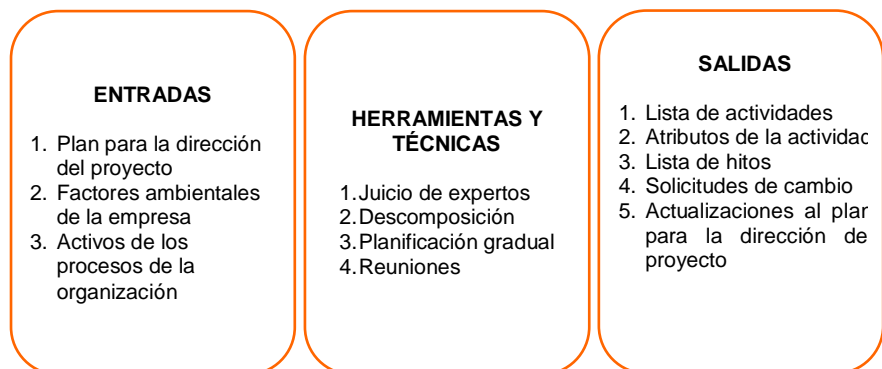 ENTRADAS
1. Plan para la dirección
del proyecto
2. Factores ambientales
de la empresa
3. Activos de los
procesos de la
organización
HERRAMIENTAS Y
TÉCNICAS
1.Juicio de expertos
2.Descomposición
3.Planificación gradual
4.Reuniones
SALIDAS
1. Lista de actividades
2. Atributos de la actividad
3. Lista de hitos
4. Solicitudes de cambio
5. Actualizaciones al plan
para la dirección de
proyecto